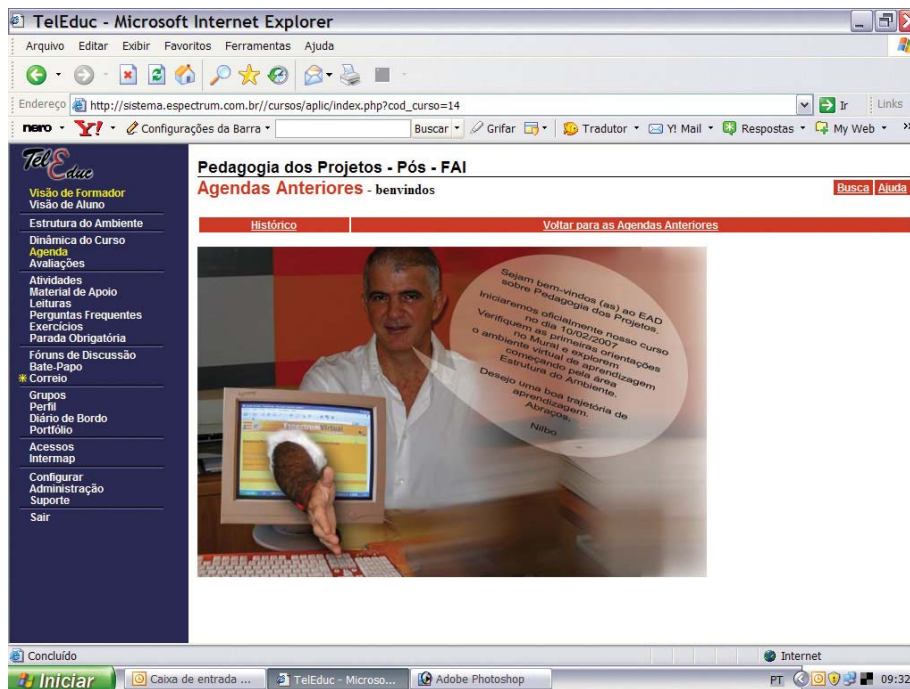 TelEduc - Microsoft Internet Explorer
Arquivo Editar Exibir Favoritos Ferramentas Ajuda
Endereço http://sistema.espectrum.com.br//cursos/aplic/index.php?cod_curso=14 Ir Links
nero Y! Configurações da Barra Buscar Grifar Tradutor Y! Mail Respostas My Web
TelEduc
Visão de Formador
Visão de Aluno
Estrutura do Ambiente
Dinâmica do Curso
Agenda
Avaliações
Atividades
Material de Apoio
Leituras
Perguntas Frequentes
Exercícios
Parada Obrigatória
Fóruns de Discussão
Bate-Papo
Correio
Grupos
Perfil
Diário de Bordo
Portfólio
Acessos
Intermap
Configurar
Administração
Suporte
Sair
Pedagogia dos Projetos - Pós - FAI
Agendas Anteriores - benvindos
Busca Ajuda
Histórico Voltar para as Agendas Anteriores
Sejam bem-vindos (as) ao EAD
sobre Pedagogia dos Projetos.
Iniciaremos oficialmente nosso curso
no dia 10/02/2007
Verifiquem as primeiras orientações
no Mural e explorem
o ambiente virtual de aprendizagem
começando pela área
Estrutura do Ambiente.
Desejo uma boa trajetória de
aprendizagem.
Abraços,
Nilbo
Espectrum Virtual
Concluído Internet
Iniciar Caixa de entrada ... TelEduc - Microso... Adobe Photoshop PT 09:32